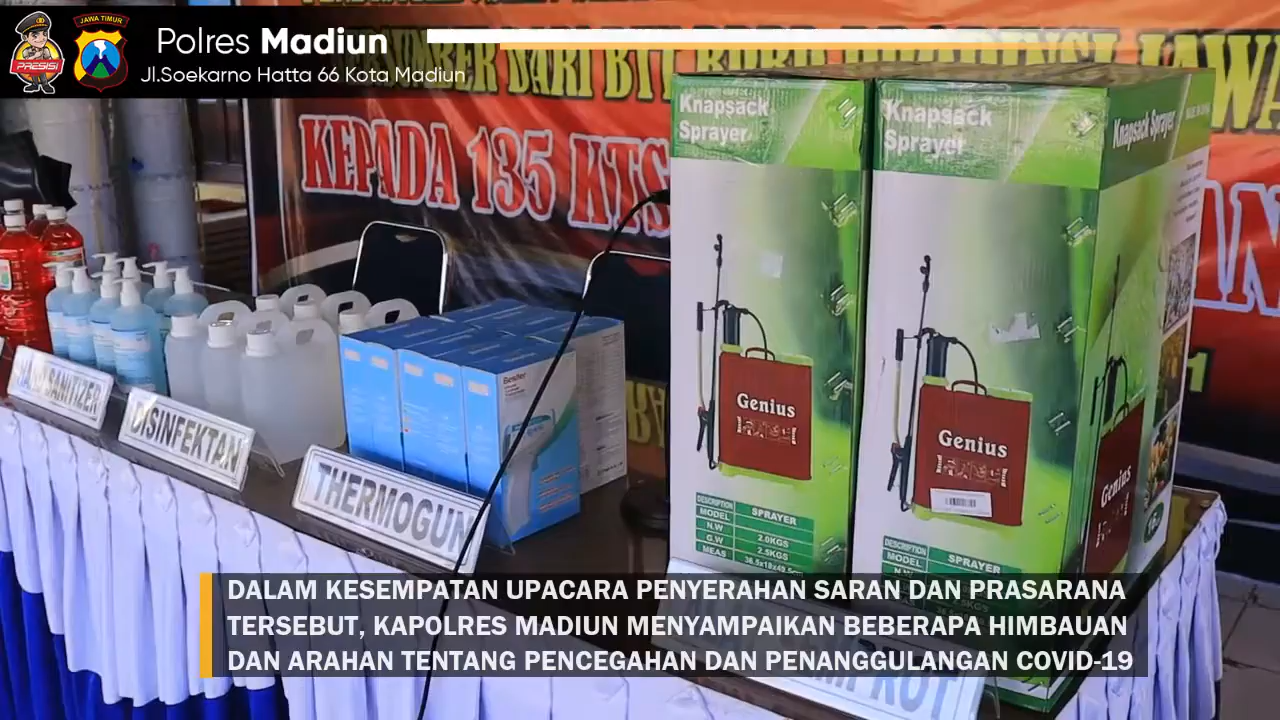 JAWA TIMUR
PRESISI
Polres Madiun
Jl.Soekarno Hatta 66 Kota Madiun
KEPADA 135 KTS
Knapsack
Sprayer
Knapsack
Sprayer
Knapsack Sprayer
Genius
Genius
Genius
DESCRIPTION SPRAYER
MODEL
N.W 2.0KGS
G.W 2.5KGS
MEAS 36.5x18x49.5cm
DESCRIPTION SPRAYER
MODEL
SANITIZER
DISINFEKTAN
THERMOGUN
DALAM KESEMPATAN UPACARA PENYERAHAN SARAN DAN PRASARANA
TERSEBUT, KAPOLRES MADIUN MENYAMPAIKAN BEBERAPA HIMBAUAN
DAN ARAHAN TENTANG PENCEGAHAN DAN PENANGGULANGAN COVID-19